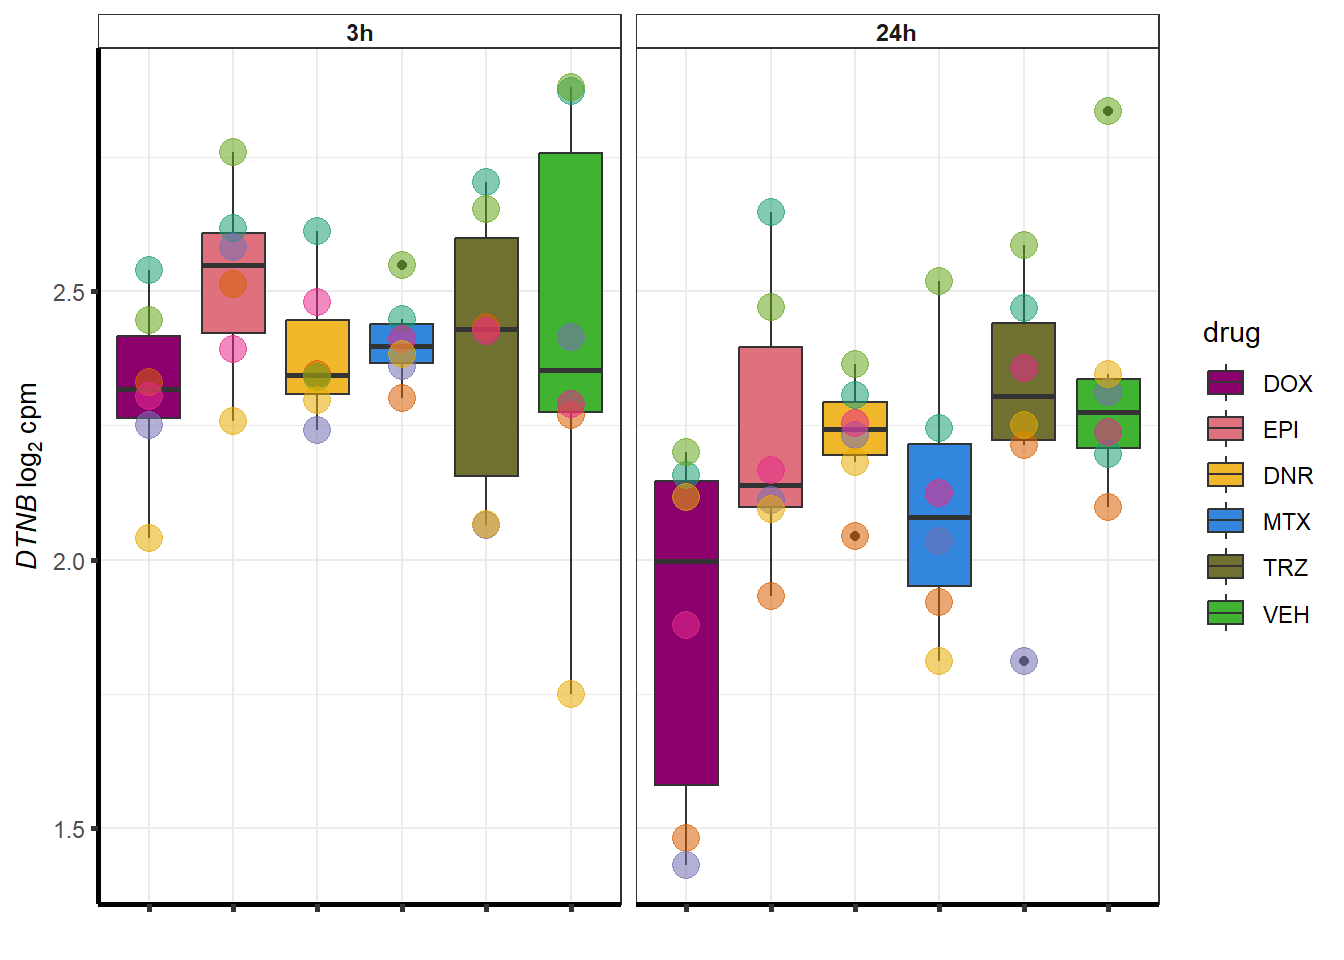 3h
24h
DTNB log₂ cpm
2.5
2.0
1.5
drug
DOX
EPI
DNR
MTX
TRZ
VEH